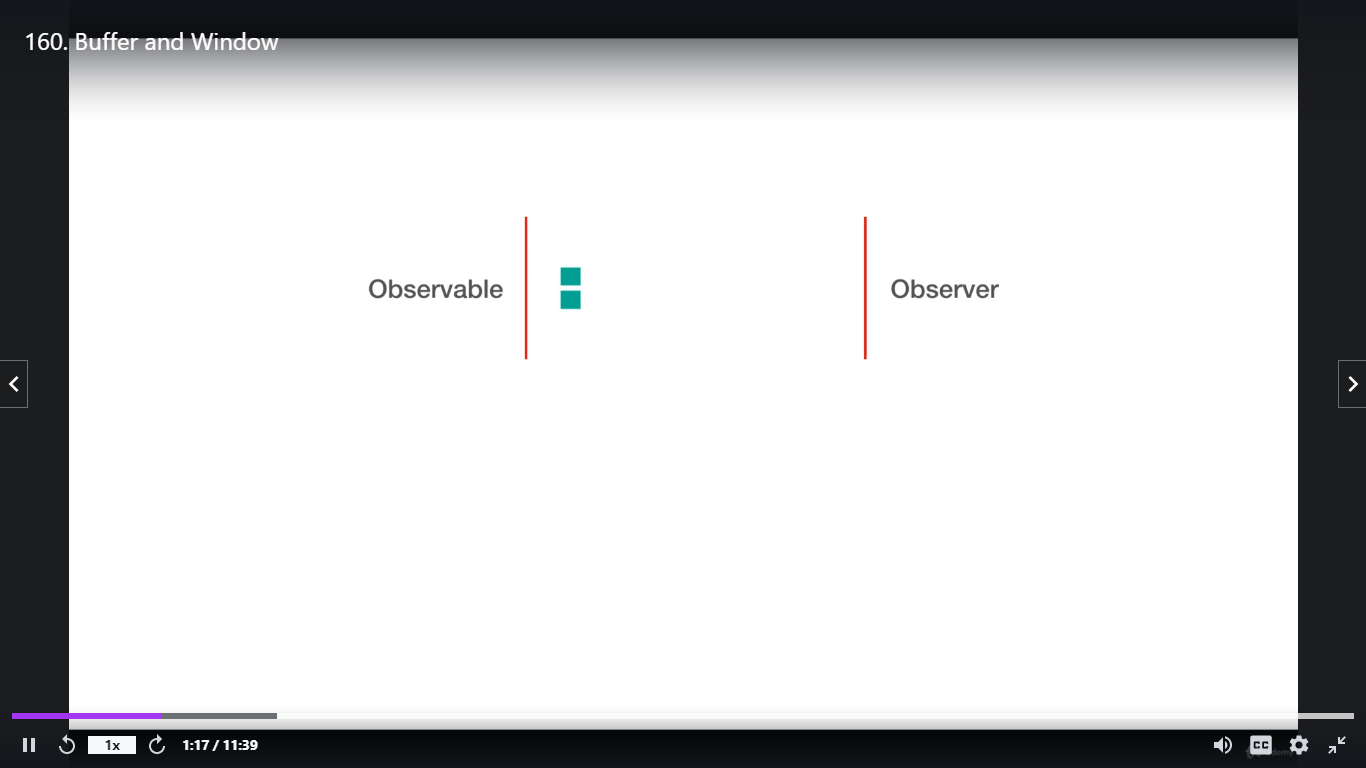 160. Buffer and Window
Observable
Observer
1x
1:17 / 11:39
CC